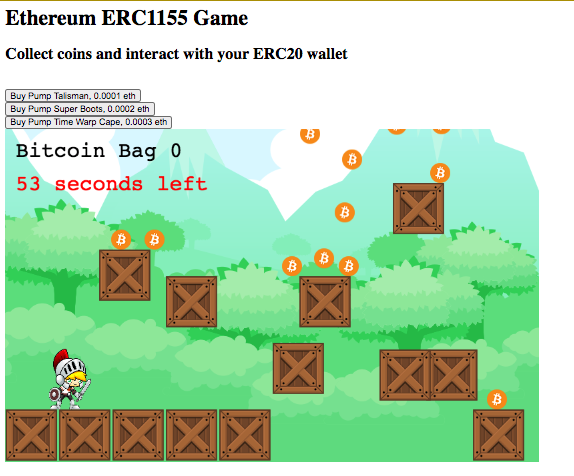 Ethereum ERC1155 Game
Collect coins and interact with your ERC20 wallet
Buy Pump Talisman, 0.0001 eth
Buy Pump Super Boots, 0.0002 eth
Buy Pump Time Warp Cape, 0.0003 eth
Bitcoin Bag 0
53 seconds left